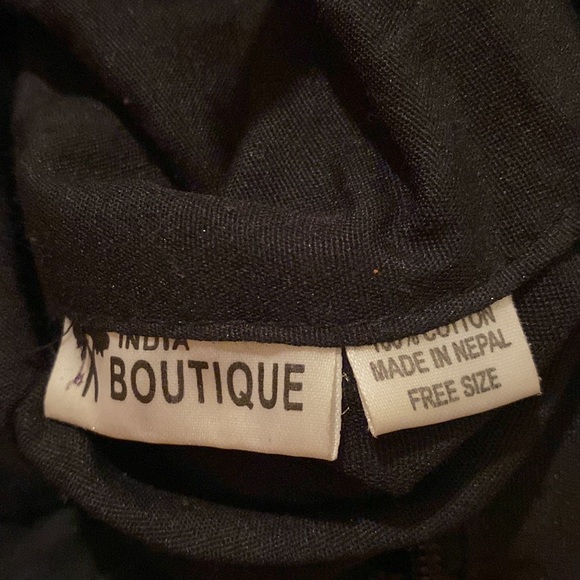 INDIA
BOUTIQUE
100% COTTON
MADE IN NEPAL
FREE SIZE